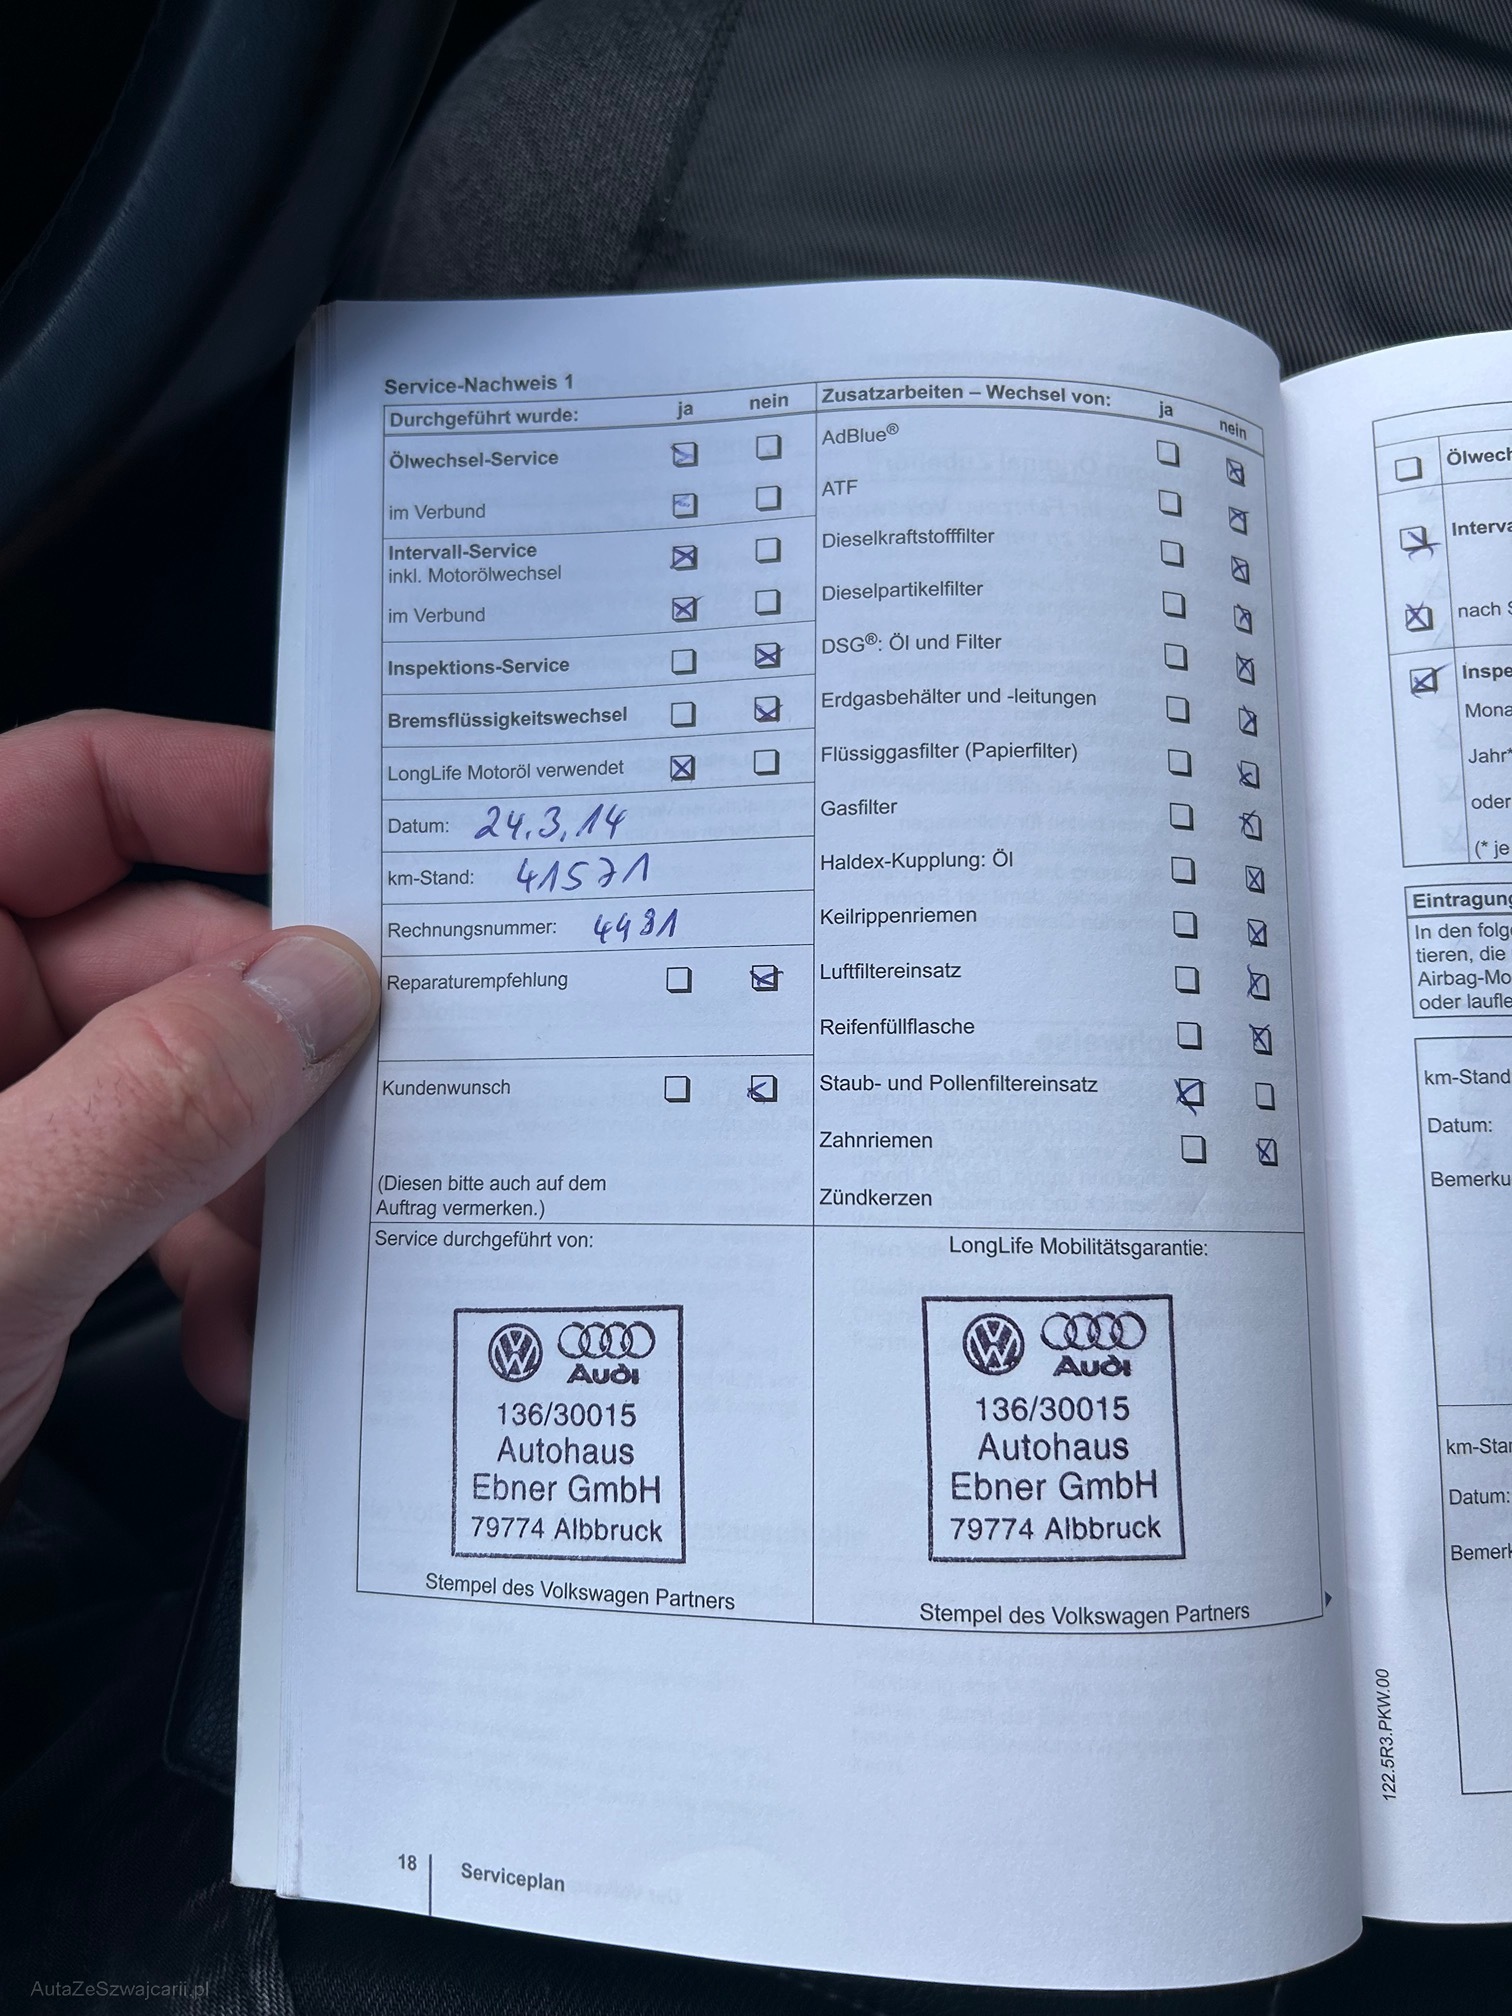 Service-Nachweis 1
Durchgeführt wurde: ja nein
Ölwechsel-Service
im Verbund
Intervall-Service
inkl. Motorölwechsel
im Verbund
Inspektions-Service
Bremsflüssigkeitswechsel
LongLife Motoröl verwendet
Datum: 24.3.14
km-Stand: 41571
Rechnungsnummer:
Reparaturempfehlung
Kundenwunsch
(Diesen bitte auch auf dem
Auftrag vermerken.)
Zusatzarbeiten – Wechsel von: ja nein
AdBlue®
ATF
Dieselkraftstofffilter
Dieselpartikelfilter
DSG®: Öl und Filter
Erdgasbehälter und -leitungen
Flüssiggasfilter (Papierfilter)
Gasfilter
Haldex-Kupplung: Öl
Keilrippenriemen
Luftfiltereinsatz
Reifenfüllflasche
Staub- und Pollenfiltereinsatz
Zahnriemen
Zündkerzen
Service durchgeführt von:
VW Audi
136/30015
Autohaus
Ebner GmbH
79774 Albbruck
Stempel des Volkswagen Partners
LongLife Mobilitätsgarantie:
VW Audi
136/30015
Autohaus
Ebner GmbH
79774 Albbruck
Stempel des Volkswagen Partners
18 Serviceplan
Ölwech
Interva
nach S
Inspe
Mona
Jahr*
oder
(* je
Eintragung
In den folg
tieren, die
Airbag-Mo
oder laufle
km-Stand
Datum:
Bemerku
km-Star
Datum:
Bemerk
122.5R3.PKW.00
AutaZeSzwajcarii.pl